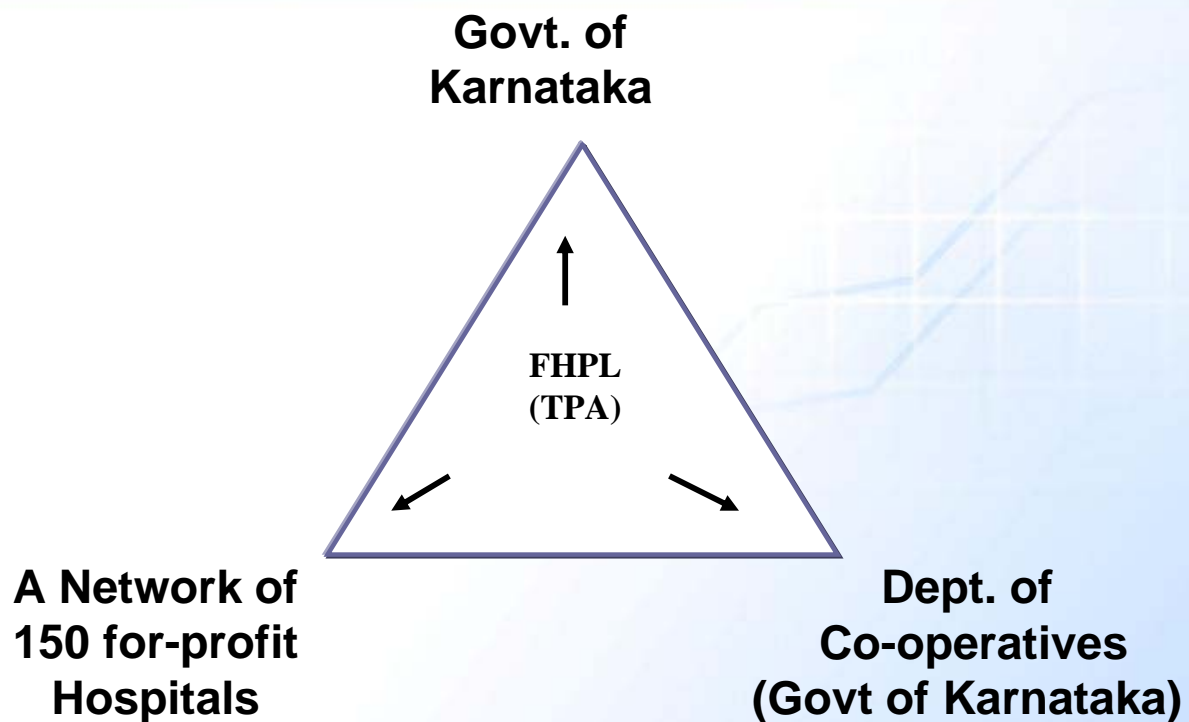 Govt. of
Karnataka
FHPL
(TPA)
A Network of
150 for-profit
Hospitals
Dept. of
Co-operatives
(Govt of Karnataka)